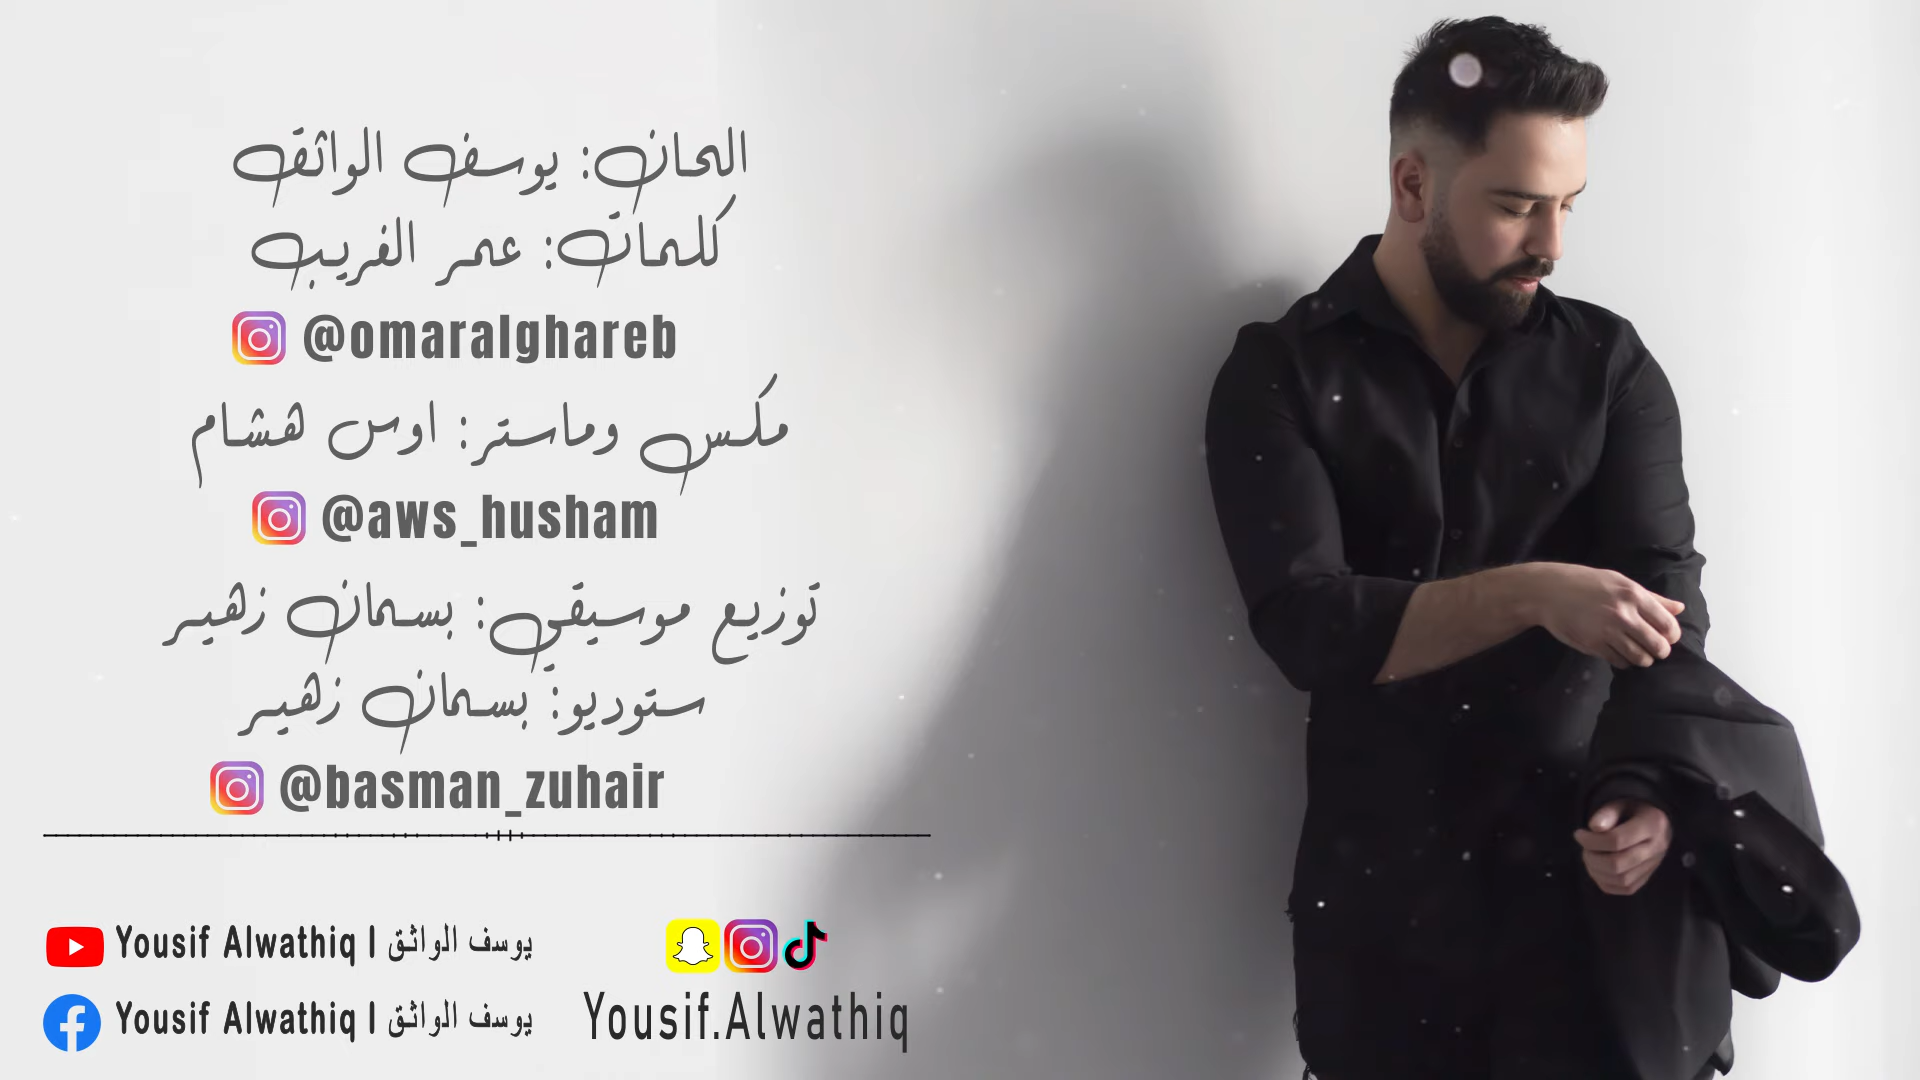 الحان: يوسف الواثق
كلمات: عمر الغريب
@omaralghareb
مكس وماستر: اوس هشام
@aws_husham
توزيع موسيقي: بسمان زهير
ستوديو: بسمان زهير
@basman_zuhair
Yousif Alwathiq I يوسف الواثق
Yousif Alwathiq I يوسف الواثق
Yousif.Alwathiq